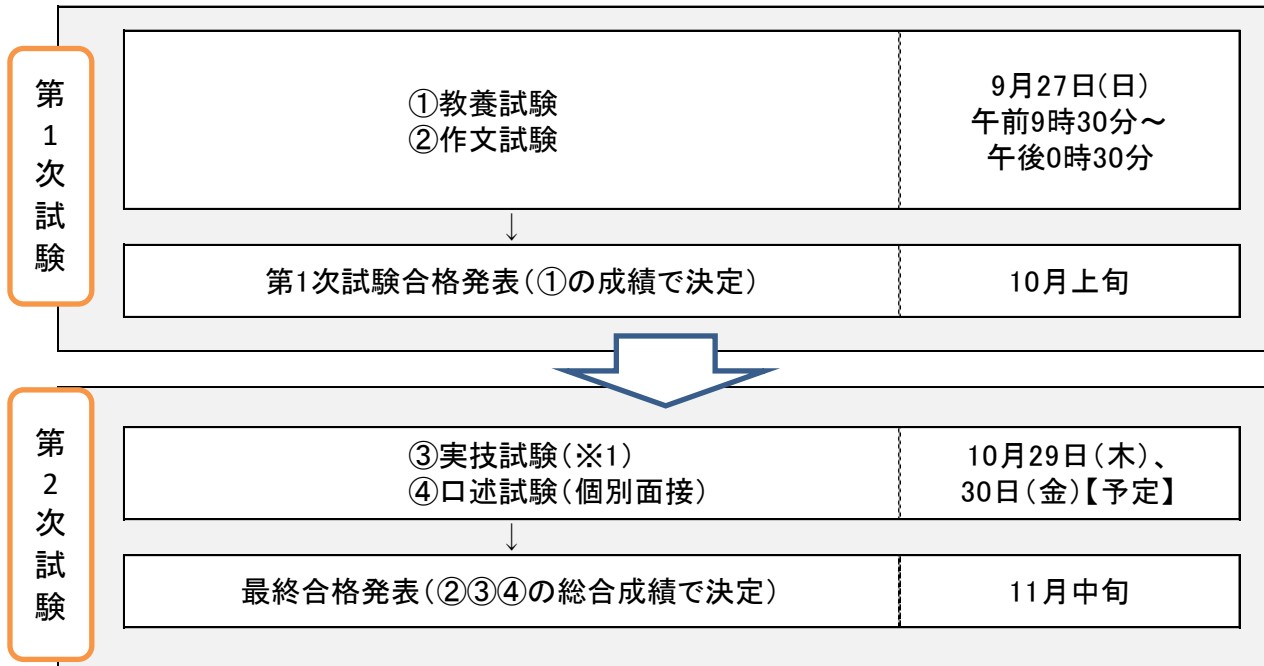 第1次試験
①教養試験
②作文試験
9月27日(日)
午前9時30分～
午後0時30分
↓
第1次試験合格発表(①の成績で決定)
10月上旬
第2次試験
③実技試験(※1)
④口述試験(個別面接)
10月29日(木)、
30日(金)【予定】
↓
最終合格発表(②③④の総合成績で決定)
11月中旬